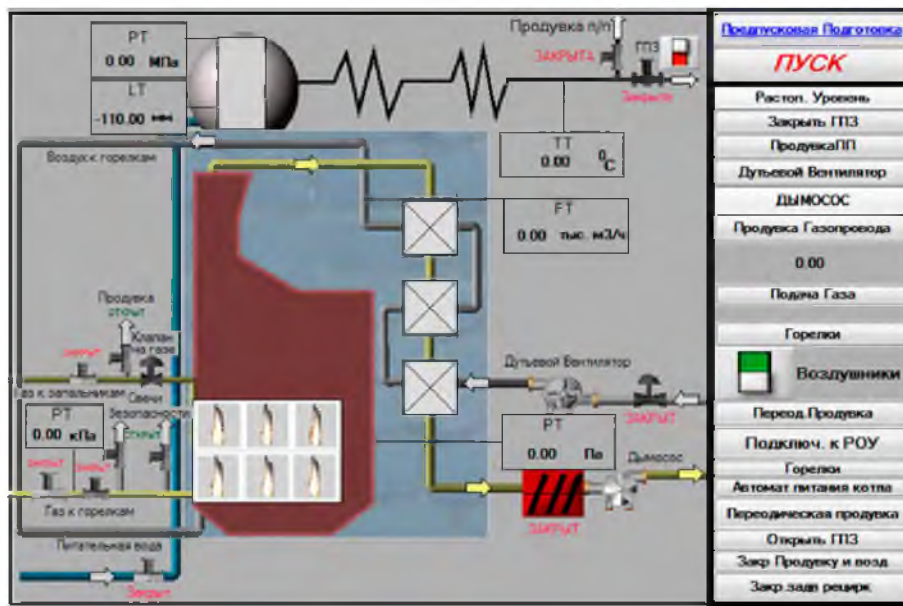 PT
0.00 МПа
LT
-110.00 мм
Продувка п/п
ГПЗ
ЗАКРЫТА
Закрыта
TT
0.00 °C
Воздух к горелкам
FT
0.00 тыс. м3/ч
Продувка
ОТКРЫТ
Клапан
на газе
ЗАКРЫТ
Газ к запальникам
Свечи
безопасности
PT
0.00 кПа
ОТКРЫТ
ЗАКРЫТ
ЗАКРЫТ
Газ к горелкам
Питательная вода
Закрыт
Дутьевой Вентилятор
ЗАКРЫТ
PT
0.00 Па
Дымосос
ЗАКРЫТ
Предпусковая Подготовка
ПУСК
Растоп. Уровень
Закрыть ГПЗ
ПродувкаПП
Дутьевой Вентилятор
ДЫМОСОС
Продувка Газопровода
0.00
Подача Газа
Горелки
Воздушники
Переод.Продувка
Подключ. к РОУ
Горелки
Автомат питания котла
Переодическая продувка
Открыть ГПЗ
Закр Продувку и возд
Закр.задв рецирк